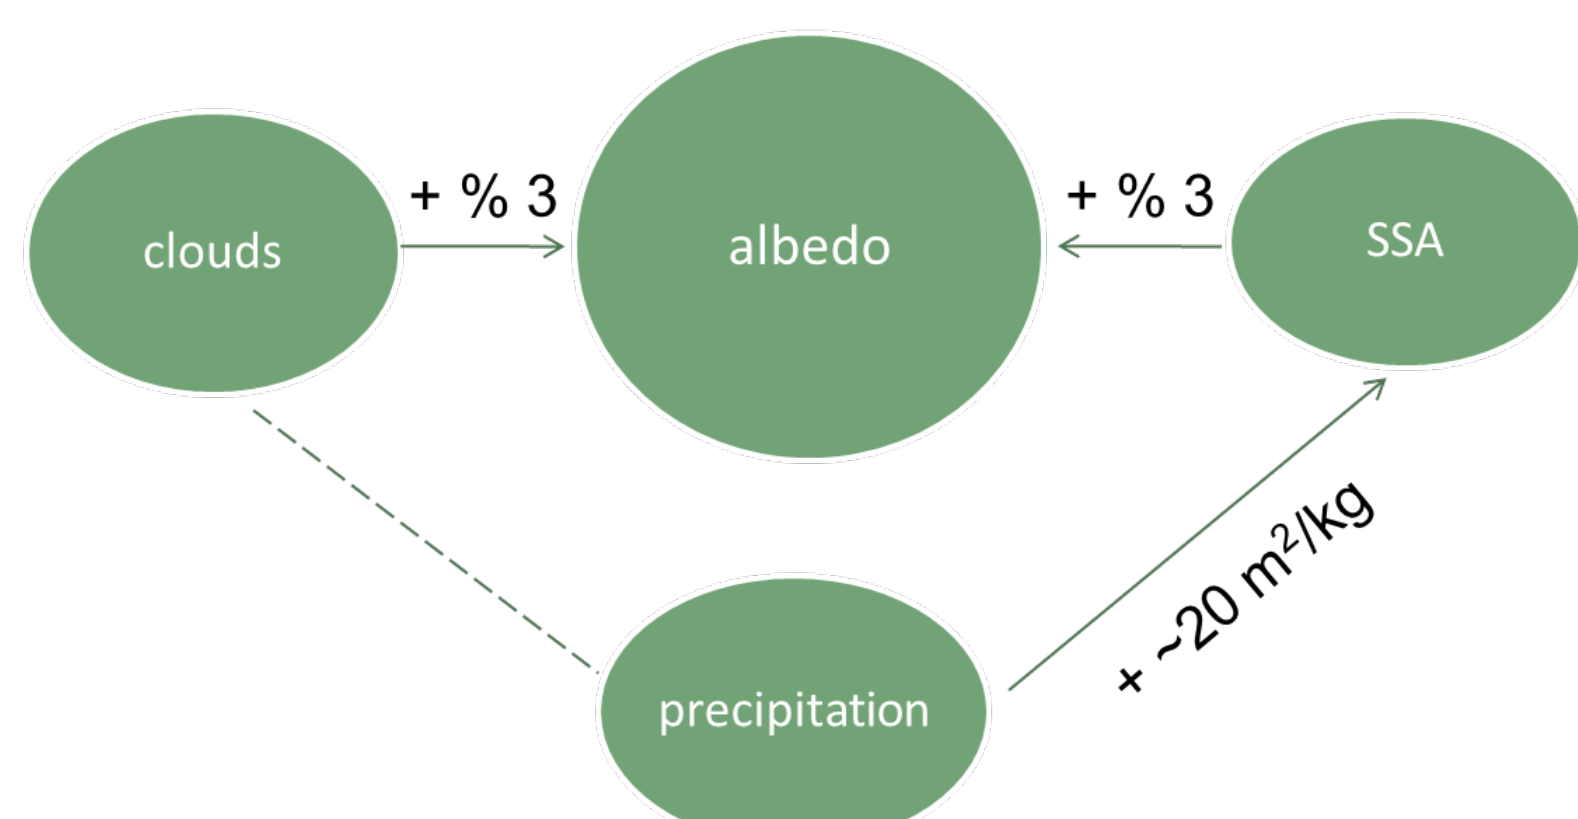 clouds
+ % 3
albedo
+ % 3
SSA
+ ~20 m²/kg
precipitation